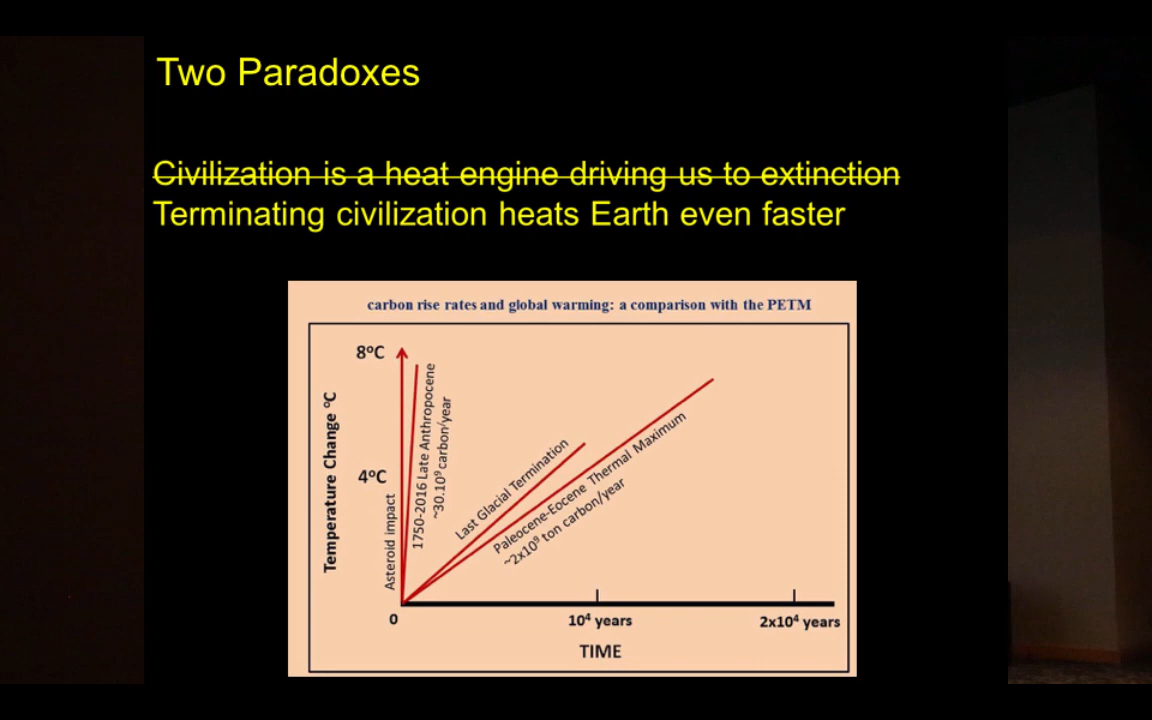 Two Paradoxes
Civilization is a heat engine driving us to extinction
Terminating civilization heats Earth even faster
carbon rise rates and global warming: a comparison with the PETM
8ºC
4ºC
Temperature Change ºC
Asteroid impact
1750-2016 Late Anthropocene
~30.10⁹ carbon/year
Last Glacial Termination
Paleocene-Eocene Thermal Maximum
~2x10⁹ ton carbon/year
0
10⁴ years
2x10⁴ years
TIME